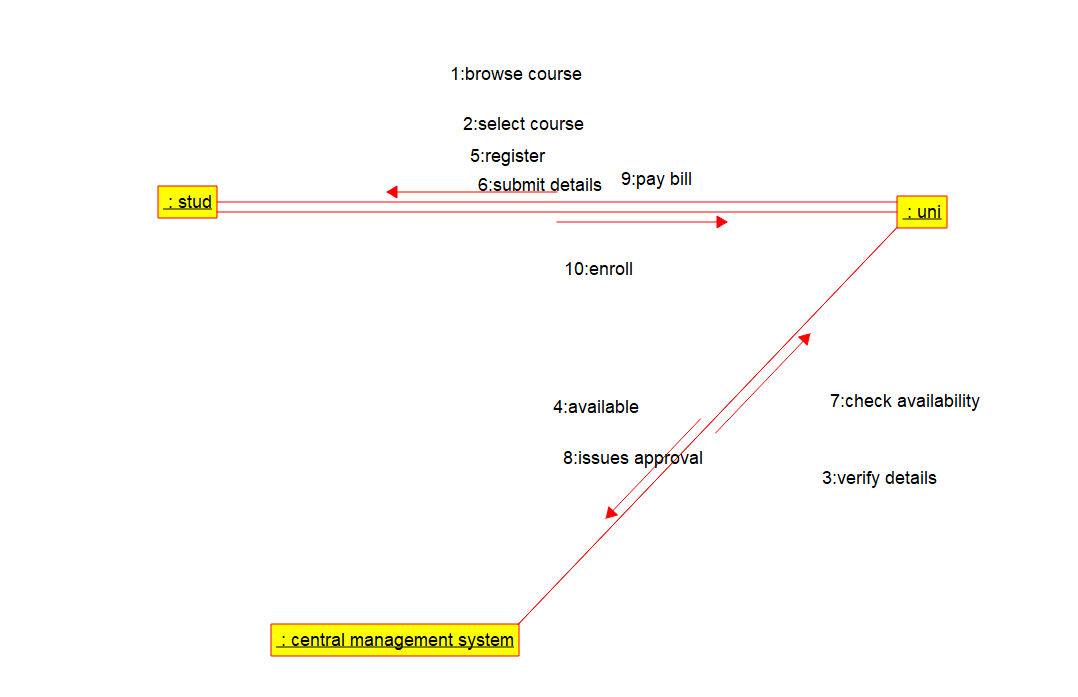 1:browse course
2:select course
5:register
6:submit details
9:pay bill
: stud
: uni
10:enroll
4:available
7:check availability
8:issues approval
3:verify details
: central management system